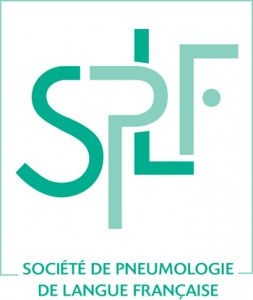 SPLF
SOCIÉTÉ DE PNEUMOLOGIE
DE LANGUE FRANÇAISE